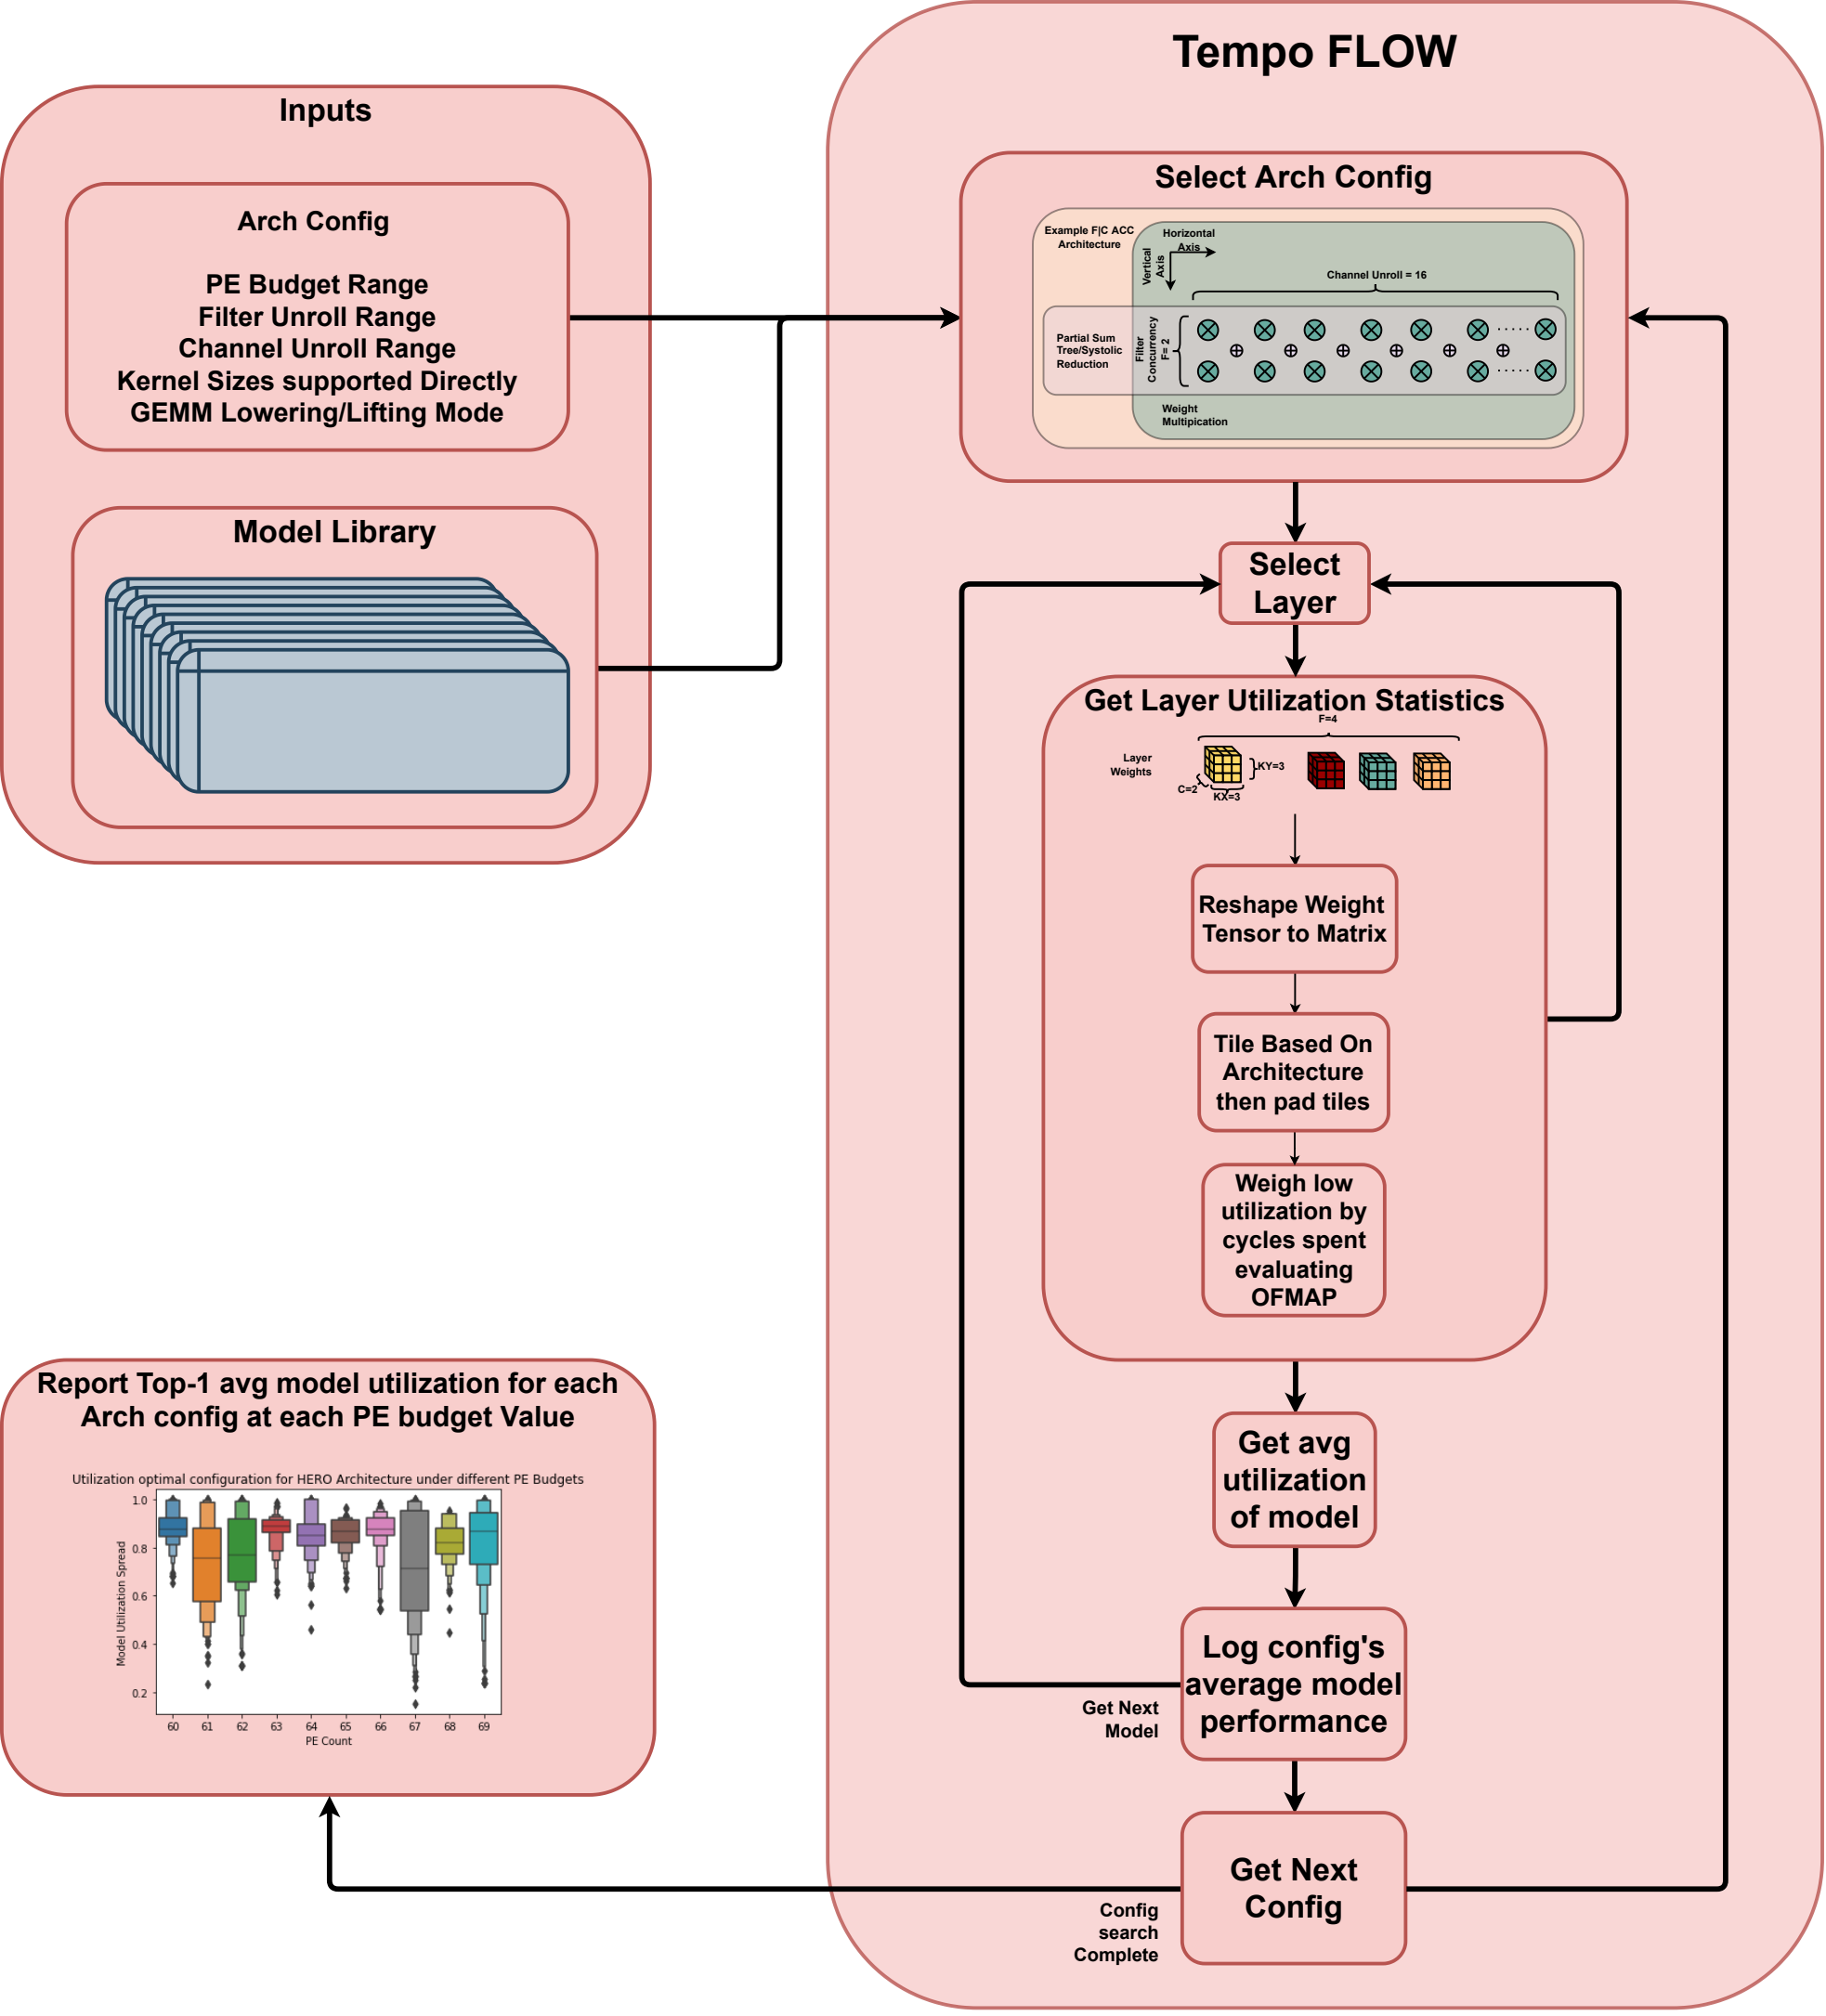 Tempo FLOW
Inputs
Arch Config
PE Budget Range
Filter Unroll Range
Channel Unroll Range
Kernel Sizes supported Directly
GEMM Lowering/Lifting Mode
Model Library
Select Arch Config
Example F|C ACC
Architecture
Horizontal
Axis
Vertical
Axis
Channel Unroll = 16
Partial Sum
Tree/Systolic
Reduction
Filter
Concurrency
F= 2
Weight
Multipication
Select
Layer
Get Layer Utilization Statistics
F=4
Layer
Weights
KY=3
C=2
KX=3
Reshape Weight
Tensor to Matrix
Tile Based On
Architecture
then pad tiles
Weigh low
utilization by
cycles spent
evaluating
OFMAP
Get avg
utilization
of model
Log config's
average model
performance
Get Next
Model
Get Next
Config
Config
search
Complete
Report Top-1 avg model utilization for each
Arch config at each PE budget Value
Utilization optimal configuration for HERO Architecture under different PE Budgets
Model Utilization Spread
1.0
0.8
0.6
0.4
0.2
60 61 62 63 64 65 66 67 68 69
PE Count